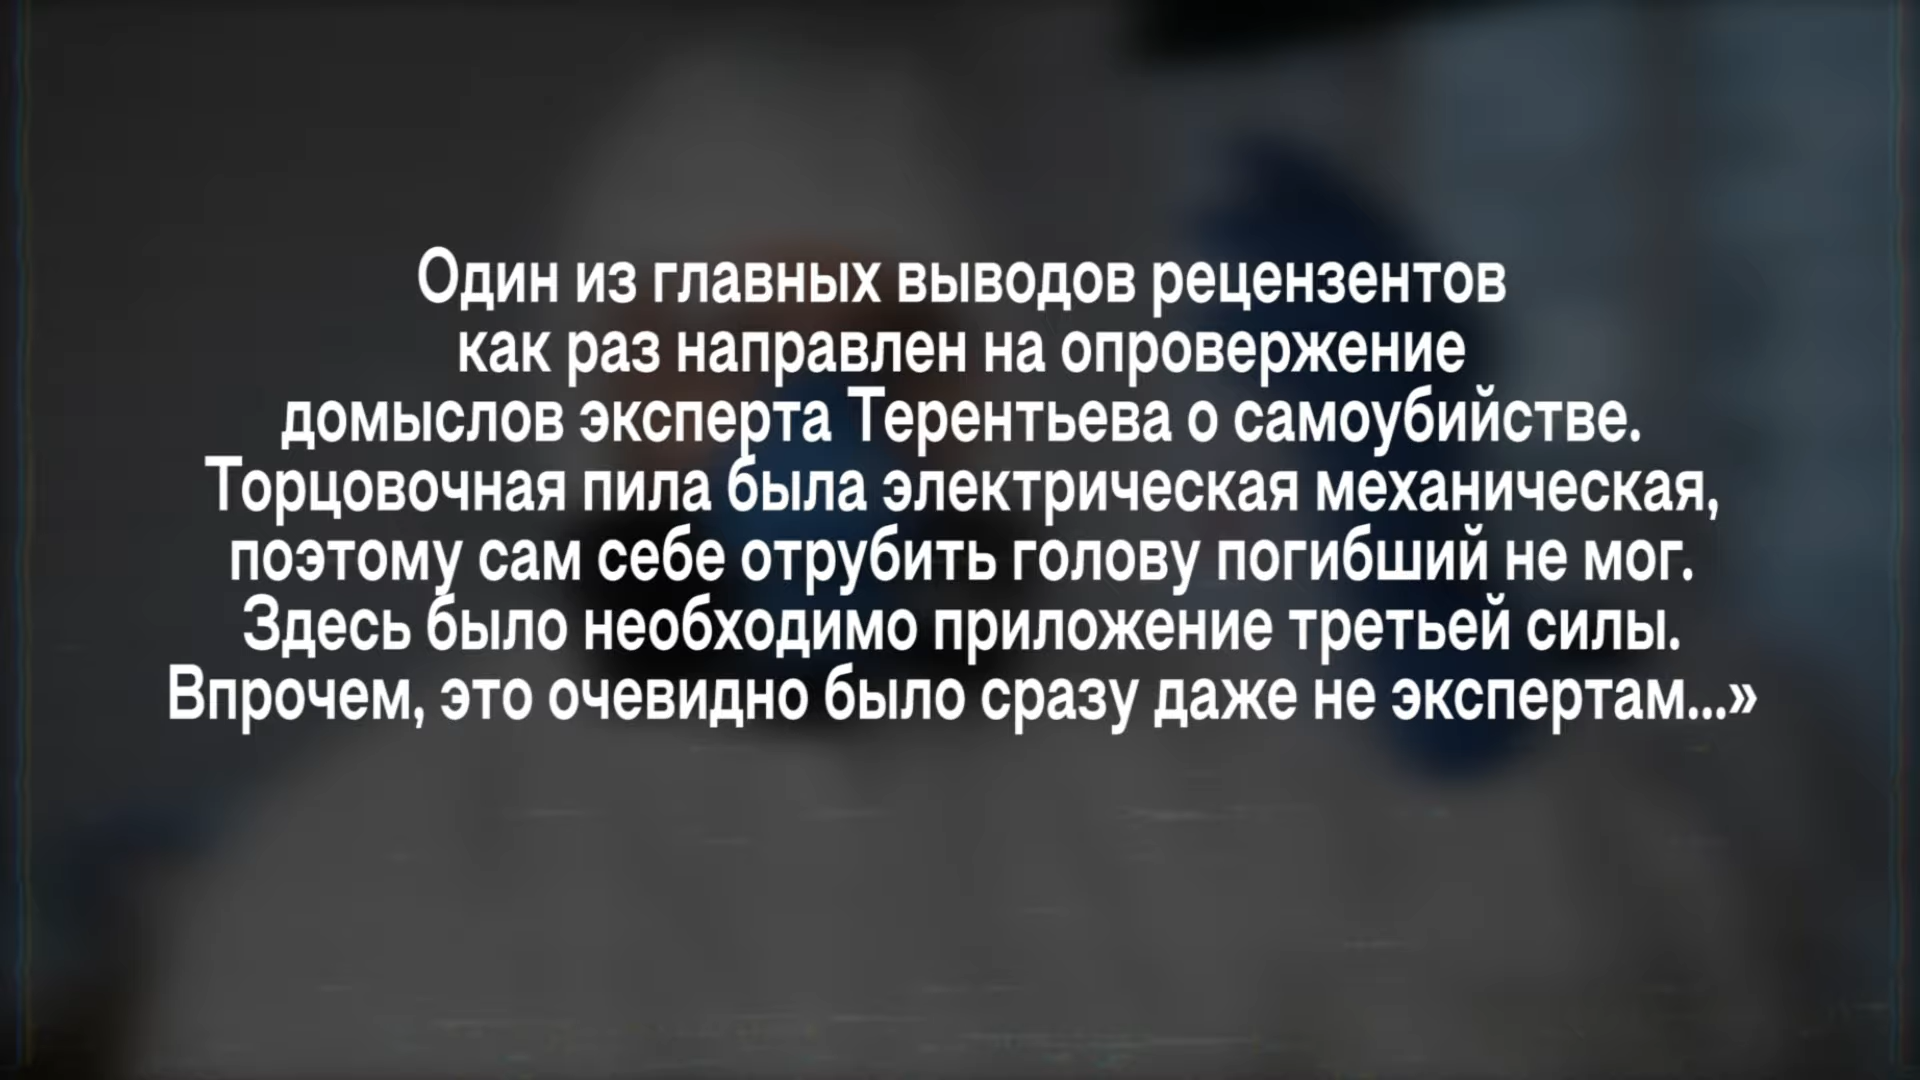 Один из главных выводов рецензентов
как раз направлен на опровержение
домыслов эксперта Терентьева о самоубийстве.
Торцовочная пила была электрическая механическая,
поэтому сам себе отрубить голову погибший не мог.
Здесь было необходимо приложение третьей силы.
Впрочем, это очевидно было сразу даже не экспертам...»